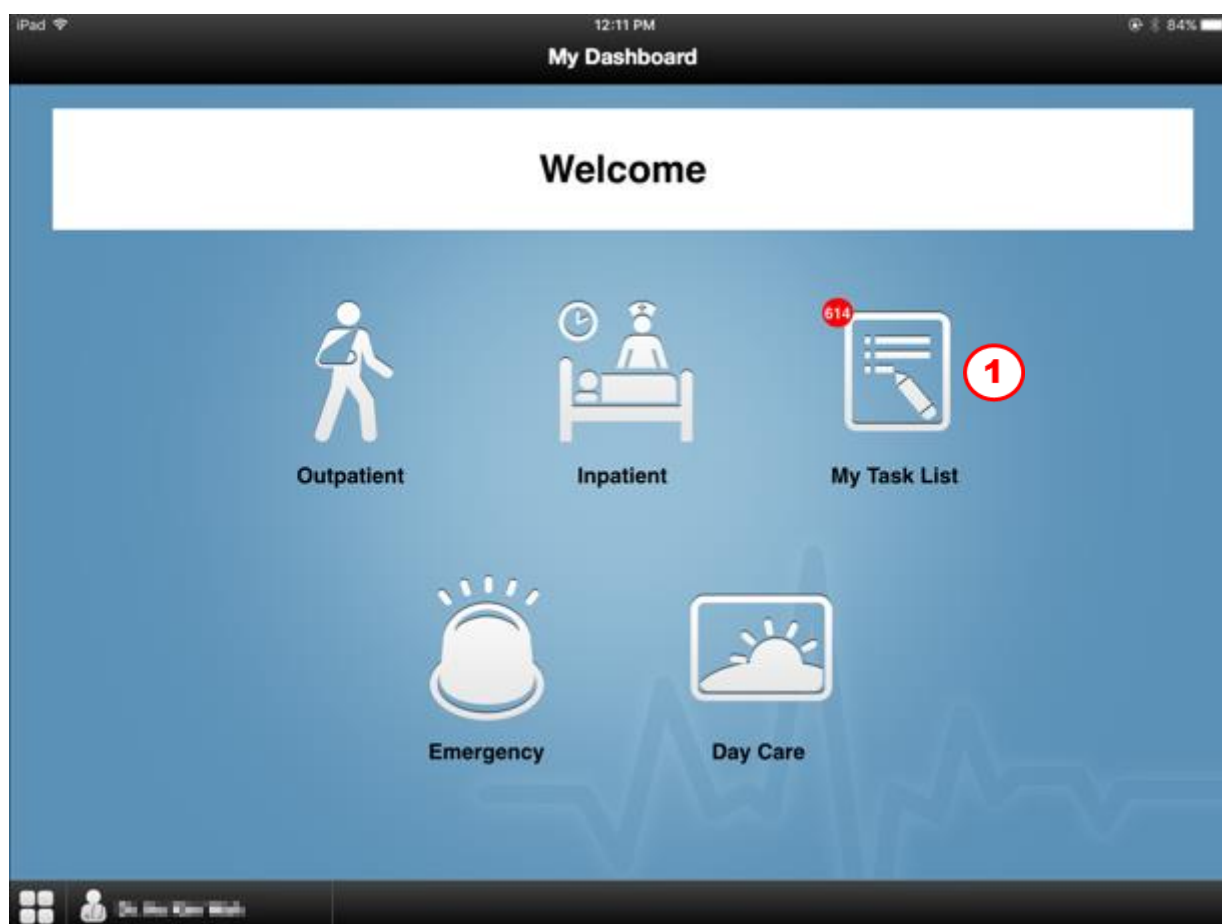 iPad 12:11 PM 84%
My Dashboard
Welcome
614
1
Outpatient Inpatient My Task List
Emergency Day Care